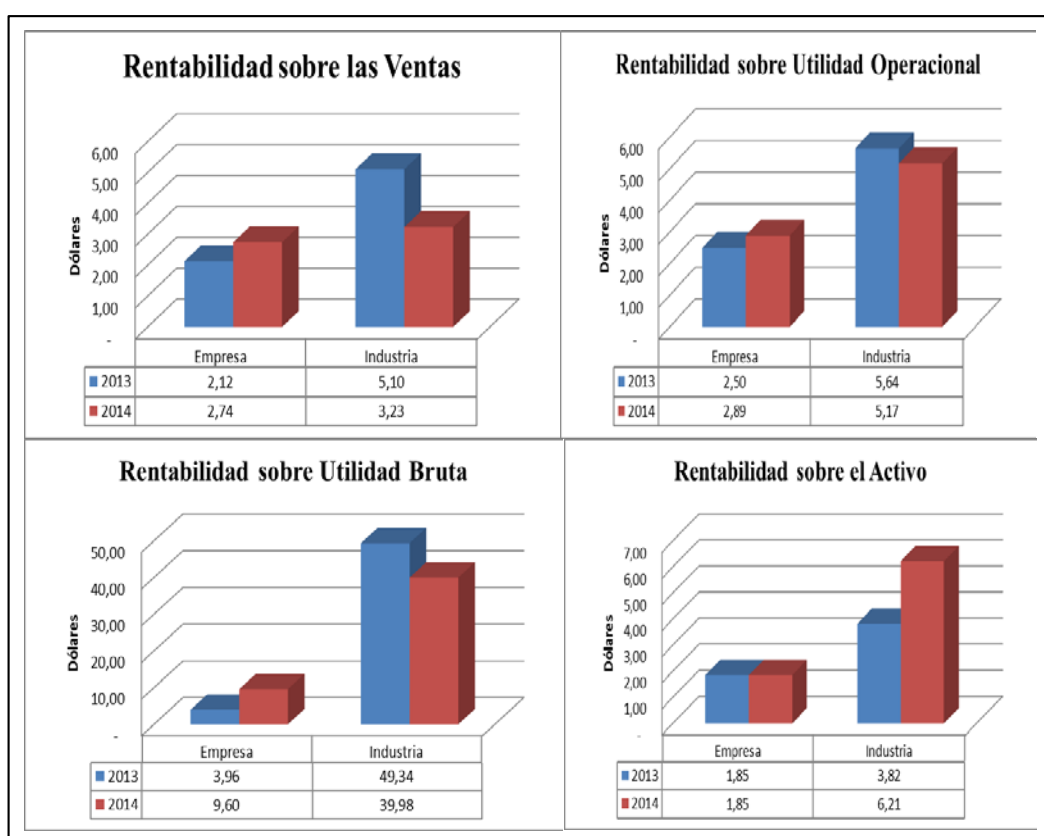 Rentabilidad sobre las Ventas
Dólares
6,00
5,00
4,00
3,00
2,00
1,00
-
Empresa Industria
2013 2,12 5,10
2014 2,74 3,23
Rentabilidad sobre Utilidad Operacional
Dólares
6,00
5,00
4,00
3,00
2,00
1,00
-
Empresa Industria
2013 2,50 5,64
2014 2,89 5,17
Rentabilidad sobre Utilidad Bruta
Dólares
50,00
40,00
30,00
20,00
10,00
-
Empresa Industria
2013 3,96 49,34
2014 9,60 39,98
Rentabilidad sobre el Activo
Dólares
7,00
6,00
5,00
4,00
3,00
2,00
1,00
-
Empresa Industria
2013 1,85 3,82
2014 1,85 6,21